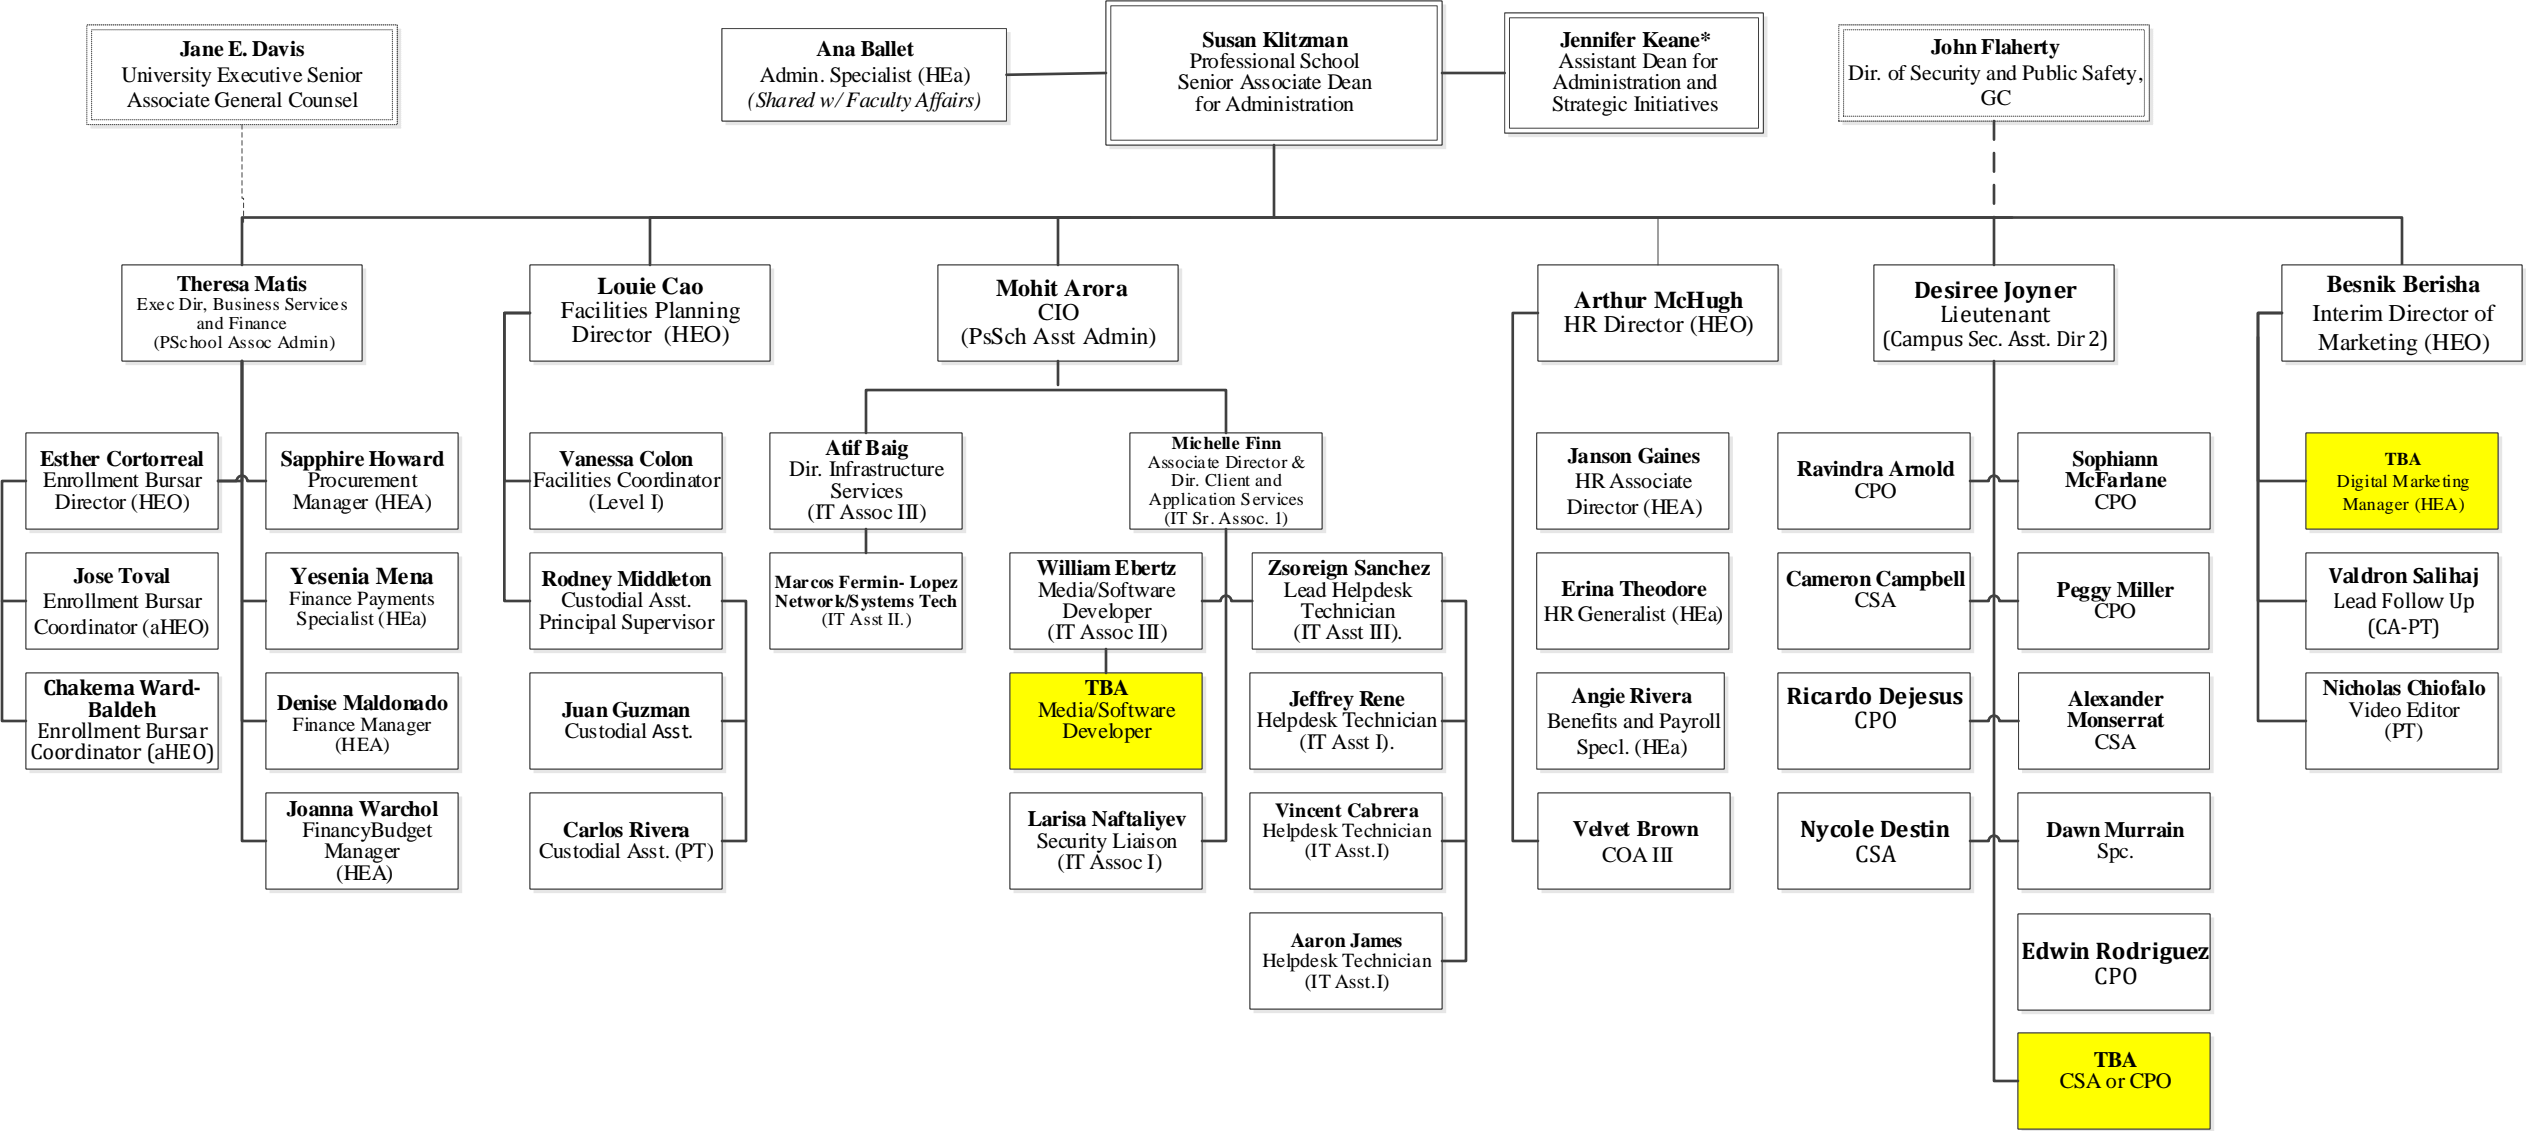 Jane E. Davis
University Executive Senior
Associate General Counsel
Ana Ballet
Admin. Specialist (HEa)
(Shared w/ Faculty Affairs)
Susan Klitzman
Professional School
Senior Associate Dean
for Administration
Jennifer Keane*
Assistant Dean for
Administration and
Strategic Initiatives
John Flaherty
Dir. of Security and Public Safety,
GC
Theresa Matis
Exec Dir, Business Services
and Finance
(PSchool Assoc Admin)
Louie Cao
Facilities Planning
Director (HEO)
Mohit Arora
CIO
(PsSch Asst Admin)
Arthur McHugh
HR Director (HEO)
Desiree Joyner
Lieutenant
(Campus Sec. Asst. Dir 2)
Besnik Berisha
Interim Director of
Marketing (HEO)
Esther Cortorreal
Enrollment Bursar
Director (HEO)
Jose Toval
Enrollment Bursar
Coordinator (aHEO)
Chakema Ward-
Baldeh
Enrollment Bursar
Coordinator (aHEO)
Sapphire Howard
Procurement
Manager (HEA)
Yesenia Mena
Finance Payments
Specialist (HEa)
Denise Maldonado
Finance Manager
(HEA)
Joanna Warchol
FinancyBudget
Manager
(HEA)
Vanessa Colon
Facilities Coordinator
(Level I)
Rodney Middleton
Custodial Asst.
Principal Supervisor
Juan Guzman
Custodial Asst.
Carlos Rivera
Custodial Asst. (PT)
Atif Baig
Dir. Infrastructure
Services
(IT Assoc III)
Marcos Fermin- Lopez
Network/Systems Tech
(IT Asst II.)
Michelle Finn
Associate Director &
Dir. Client and
Application Services
(IT Sr. Assoc. 1)
William Ebertz
Media/Software
Developer
(IT Assoc III)
TBA
Media/Software
Developer
Larisa Naftaliyev
Security Liaison
(IT Assoc I)
Zsoreign Sanchez
Lead Helpdesk
Technician
(IT Asst III).
Jeffrey Rene
Helpdesk Technician
(IT Asst I).
Vincent Cabrera
Helpdesk Technician
(IT Asst.I)
Aaron James
Helpdesk Technician
(IT Asst.I)
Janson Gaines
HR Associate
Director (HEA)
Erina Theodore
HR Generalist (HEa)
Angie Rivera
Benefits and Payroll
Specl. (HEa)
Velvet Brown
COA III
Ravindra Arnold
CPO
Cameron Campbell
CSA
Ricardo Dejesus
CPO
Nycole Destin
CSA
Sophiann
McFarlane
CPO
Peggy Miller
CPO
Alexander
Monserrat
CSA
Dawn Murrain
Spc.
Edwin Rodriguez
CPO
TBA
CSA or CPO
TBA
Digital Marketing
Manager (HEA)
Valdron Salihaj
Lead Follow Up
(CA-PT)
Nicholas Chiofalo
Video Editor
(PT)